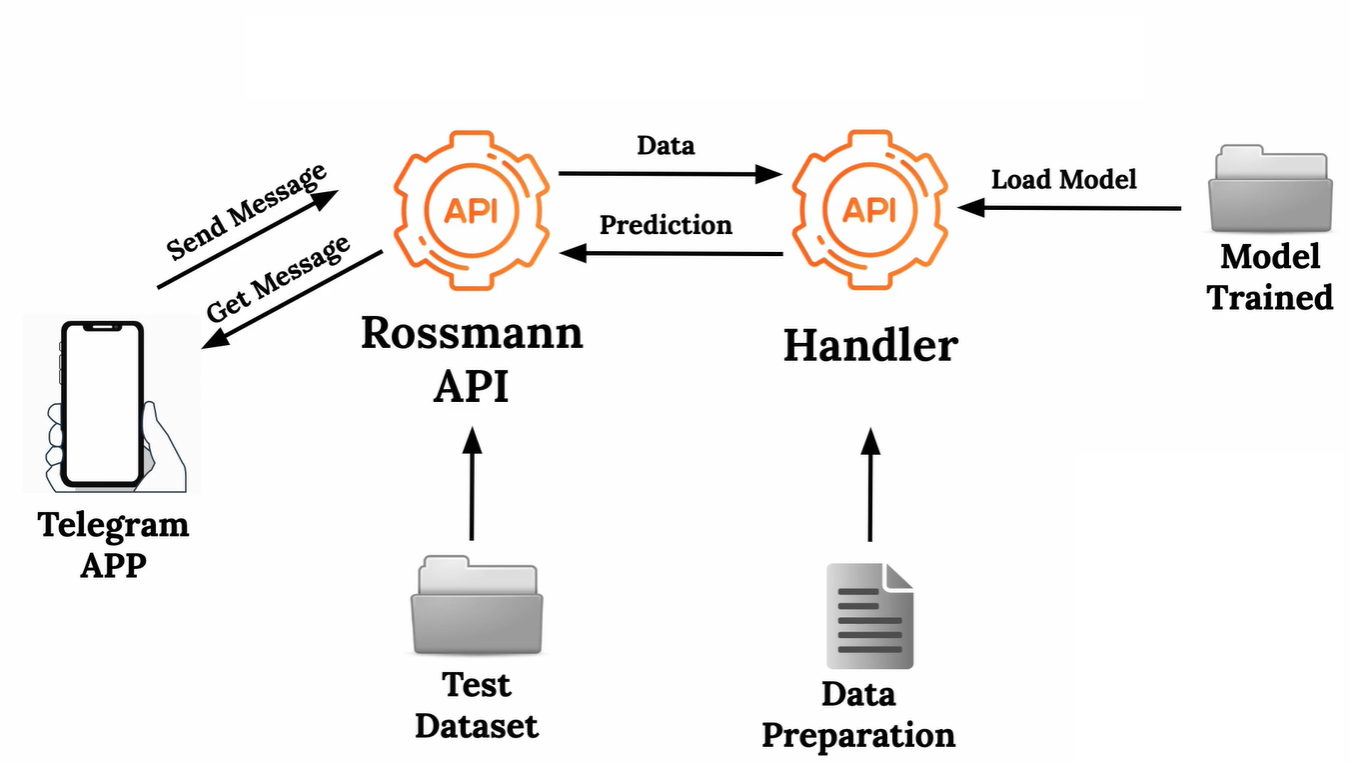 Data
Send Message
API
API
Load Model
Prediction
Get Message
Model
Trained
Rossmann
API
Handler
Telegram
APP
Test
Dataset
Data
Preparation